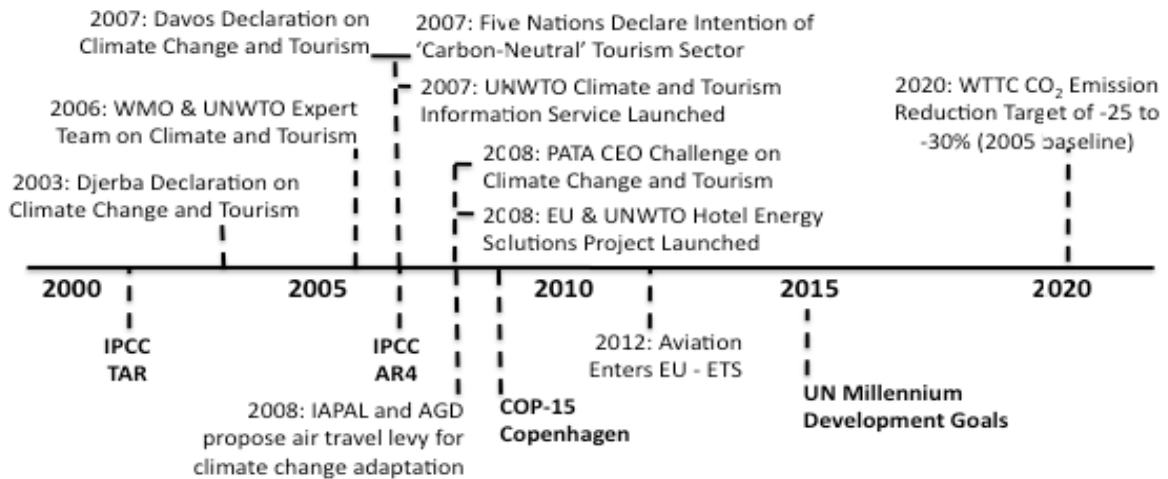 2007: Davos Declaration on
Climate Change and Tourism
2007: Five Nations Declare Intention of
‘Carbon-Neutral’ Tourism Sector
2007: UNWTO Climate and Tourism
Information Service Launched
2020: WTTC CO₂ Emission
Reduction Target of -25 to
-30% (2005 baseline)
2006: WMO & UNWTO Expert
Team on Climate and Tourism
2008: PATA CEO Challenge on
Climate Change and Tourism
2003: Djerba Declaration on
Climate Change and Tourism
2008: EU & UNWTO Hotel Energy
Solutions Project Launched
2000 2005 2010 2015 2020
IPCC
TAR
IPCC
AR4
2012: Aviation
Enters EU - ETS
2008: IAPAL and AGD
propose air travel levy for
climate change adaptation
COP-15
Copenhagen
UN Millennium
Development Goals